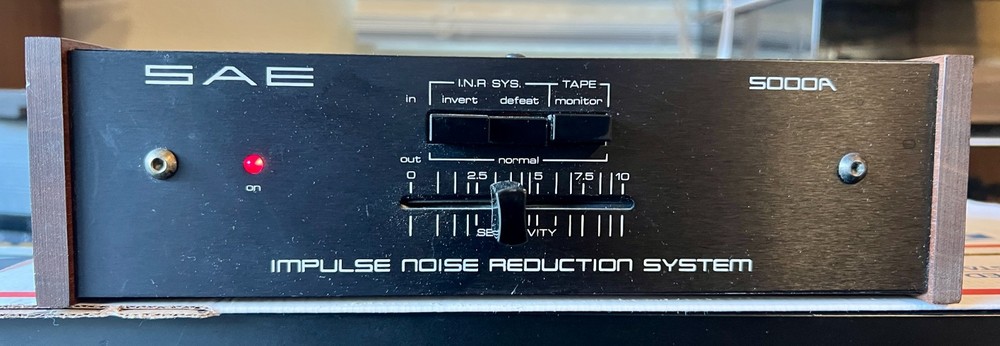 SAE
5000A
I.N.R SYS. TAPE
in invert defeat monitor
out normal
on
0 2.5 5 7.5 10
IMPULSE NOISE REDUCTION SYSTEM